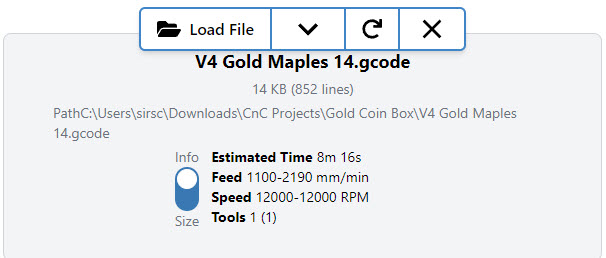 Load File
V4 Gold Maples 14.gcode
14 KB (852 lines)
PathC:\Users\sirsc\Downloads\CnC Projects\Gold Coin Box\V4 Gold Maples
14.gcode
Info
Estimated Time 8m 16s
Feed 1100-2190 mm/min
Speed 12000-12000 RPM
Size
Tools 1 (1)